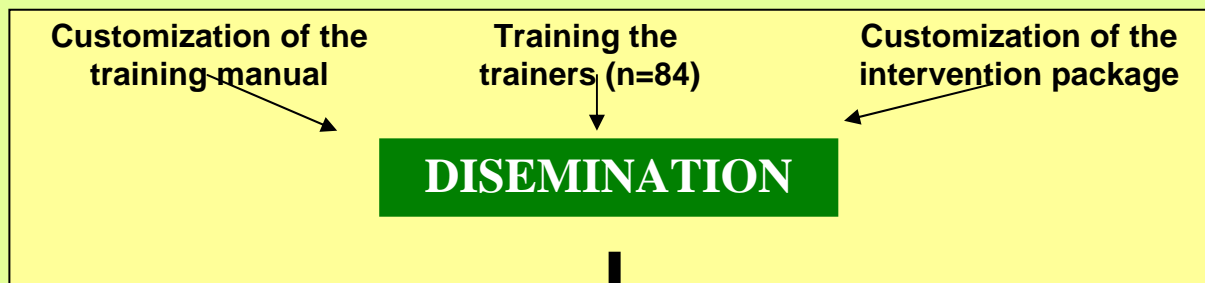 Customization of the
training manual
Training the
trainers (n=84)
Customization of the
intervention package
DISEMINATION